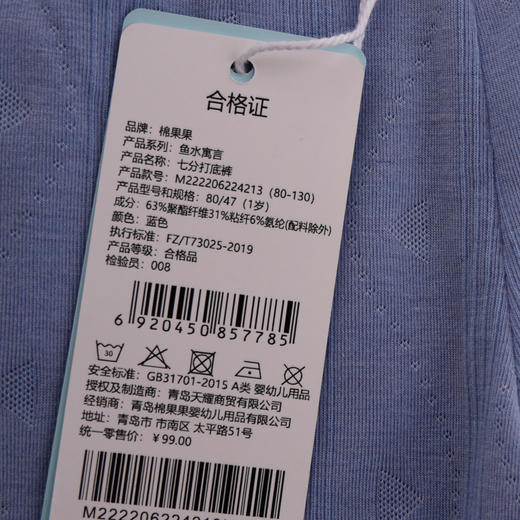 合格证
品牌: 棉果果
产品系列: 鱼水寓言
产品名称: 七分打底裤
产品款号: M222206224213 (80-130)
产品型号和规格: 80/47 (1岁)
成分: 63%聚酯纤维31%粘纤6%氨纶(配料除外)
颜色: 蓝色
执行标准: FZ/T73025-2019
产品等级: 合格品
检验员: 008
6 920450 857785
30
安全标准: GB31701-2015 A类 婴幼儿用品
授权及制造商: 青岛天耀商贸有限公司
经销商: 青岛棉果果婴幼儿用品有限公司
地址: 青岛市 市南区 太平路51号
统一零售价: ¥99.00